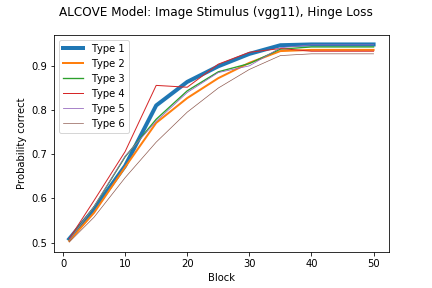 ALCOVE Model: Image Stimulus (vgg11), Hinge Loss
Type 1
Type 2
Type 3
Type 4
Type 5
Type 6
Probability correct
0.9
0.8
0.7
0.6
0.5
0 10 20 30 40 50
Block